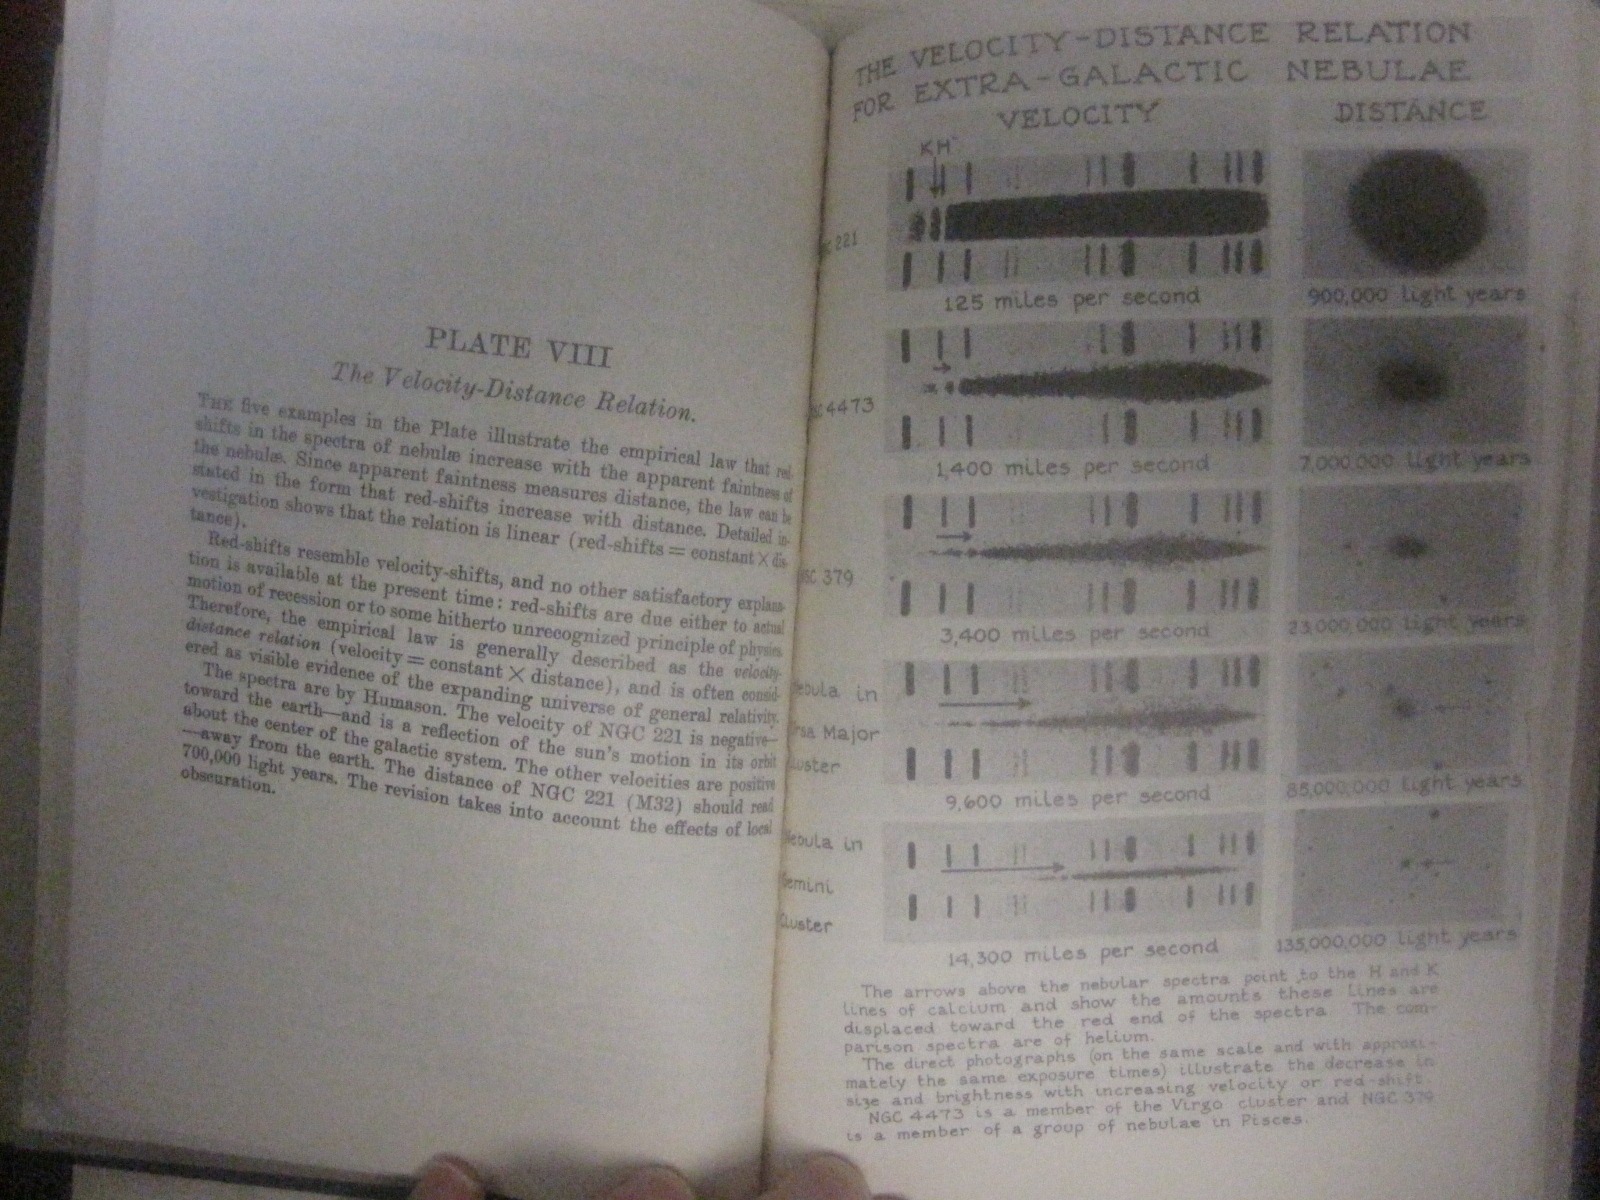 PLATE VIII
The Velocity-Distance Relation.
THE five examples in the Plate illustrate the empirical law that red-
shifts in the spectra of nebulæ increase with the apparent faintness of
the nebulæ. Since apparent faintness measures distance, the law can be
stated in the form that red-shifts increase with distance. Detailed in-
vestigation shows that the relation is linear (red-shifts = constant × dis-
tance).
Red-shifts resemble velocity-shifts, and no other satisfactory explana-
tion is available at the present time: red-shifts are due either to actual
motion of recession or to some hitherto unrecognized principle of physics.
Therefore, the empirical law is generally described as the velocity-
distance relation (velocity = constant × distance), and is often consid-
ered as visible evidence of the expanding universe of general relativity.
The spectra are by Humason. The velocity of NGC 221 is negative—
toward the earth—and is a reflection of the sun's motion in its orbit
about the center of the galactic system. The other velocities are positive
—away from the earth. The distance of NGC 221 (M32) should read
700,000 light years. The revision takes into account the effects of local
obscuration.
THE VELOCITY-DISTANCE RELATION
FOR EXTRA-GALACTIC NEBULAE
VELOCITY DISTANCE
KH
221
125 miles per second 900,000 light years
4473
1,400 miles per second 7,000,000 light years
379
3,400 miles per second 23,000,000 light years
Nebula in
Ursa Major
Cluster
9,600 miles per second 85,000,000 light years
Nebula in
Gemini
Cluster
14,300 miles per second 135,000,000 light years
The arrows above the nebular spectra point to the H and K
lines of calcium and show the amounts these lines are
displaced toward the red end of the spectra. The com-
parison spectra are of helium.
The direct photographs (on the same scale and with approxi-
mately the same exposure times) illustrate the decrease in
size and brightness with increasing velocity or red-shift.
NGC 4473 is a member of the Virgo cluster and NGC 379
is a member of a group of nebulae in Pisces.